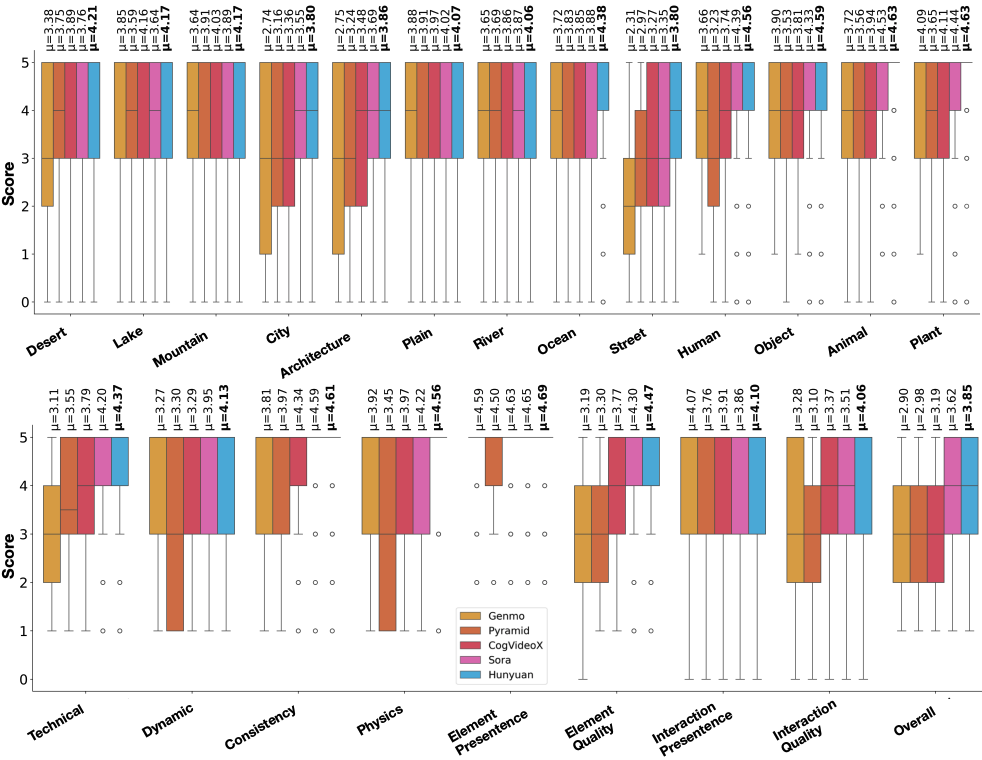 μ=3.38
μ=3.75
μ=3.89
μ=3.76
μ=4.21
μ=3.85
μ=3.59
μ=4.16
μ=3.64
μ=4.17
μ=3.64
μ=3.91
μ=4.03
μ=3.89
μ=4.17
μ=2.74
μ=3.16
μ=3.36
μ=3.55
μ=3.80
μ=2.75
μ=3.24
μ=3.48
μ=3.69
μ=3.86
μ=3.88
μ=3.91
μ=3.97
μ=4.02
μ=4.07
μ=3.65
μ=3.69
μ=3.86
μ=3.87
μ=4.06
μ=3.72
μ=3.83
μ=3.85
μ=3.88
μ=4.38
μ=2.31
μ=2.97
μ=3.27
μ=3.35
μ=3.80
μ=3.66
μ=3.23
μ=3.74
μ=4.39
μ=4.56
μ=3.90
μ=3.53
μ=3.81
μ=4.33
μ=4.59
μ=3.72
μ=3.56
μ=3.94
μ=4.53
μ=4.63
μ=4.09
μ=3.65
μ=4.11
μ=4.44
μ=4.63
Score
5
4
3
2
1
0
Desert
Lake
Mountain
City
Architecture
Plain
River
Ocean
Street
Human
Object
Animal
Plant
μ=3.11
μ=3.55
μ=3.79
μ=4.20
μ=4.37
μ=3.27
μ=3.30
μ=3.29
μ=3.95
μ=4.13
μ=3.81
μ=3.97
μ=4.34
μ=4.59
μ=4.61
μ=3.92
μ=3.45
μ=3.97
μ=4.22
μ=4.56
μ=4.59
μ=4.50
μ=4.63
μ=4.65
μ=4.69
μ=3.19
μ=3.30
μ=3.77
μ=4.30
μ=4.47
μ=4.07
μ=3.76
μ=3.91
μ=3.86
μ=4.10
μ=3.28
μ=3.10
μ=3.37
μ=3.51
μ=4.06
μ=2.90
μ=2.98
μ=3.19
μ=3.62
μ=3.85
Score
5
4
3
2
1
0
Genmo
Pyramid
CogVideoX
Sora
Hunyuan
Technical
Dynamic
Consistency
Physics
Element
Presentence
Element
Quality
Interaction
Presentence
Interaction
Quality
Overall